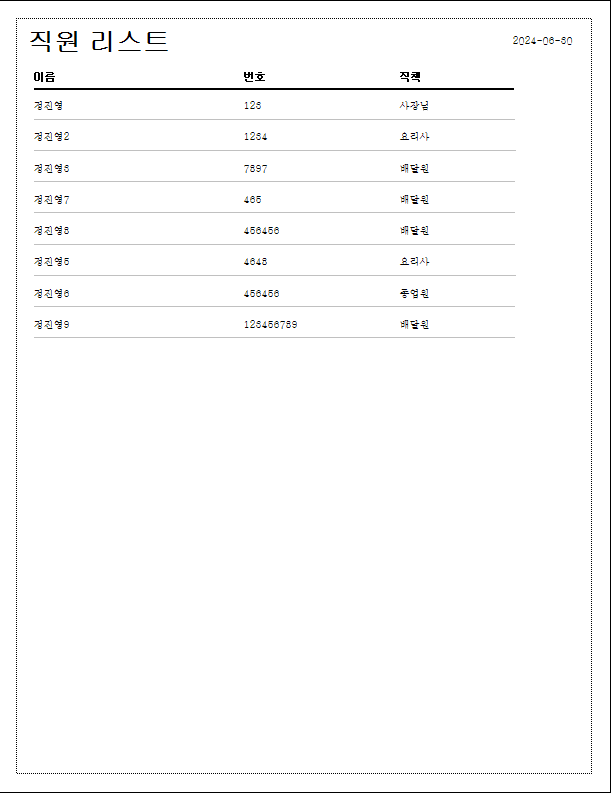 직원 리스트
2024-06-30
이름 번호 직책
정진영 123 사장님
정진영2 1234 요리사
정진영3 7897 배달원
정진영7 465 배달원
정진영8 456456 배달원
정진영5 4648 요리사
정진영6 456456 종업원
정진영9 123456789 배달원